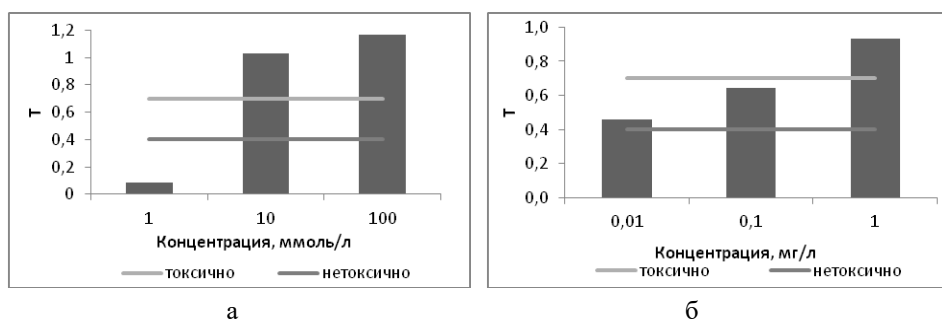 1,2
1
0,8
0,6
0,4
0,2
0
Т
1 10 100
Концентрация, ммоль/л
токсично нетоксично
а
1,0
0,8
0,6
0,4
0,2
0,0
Т
0,01 0,1 1
Концентрация, мг/л
токсично нетоксично
б